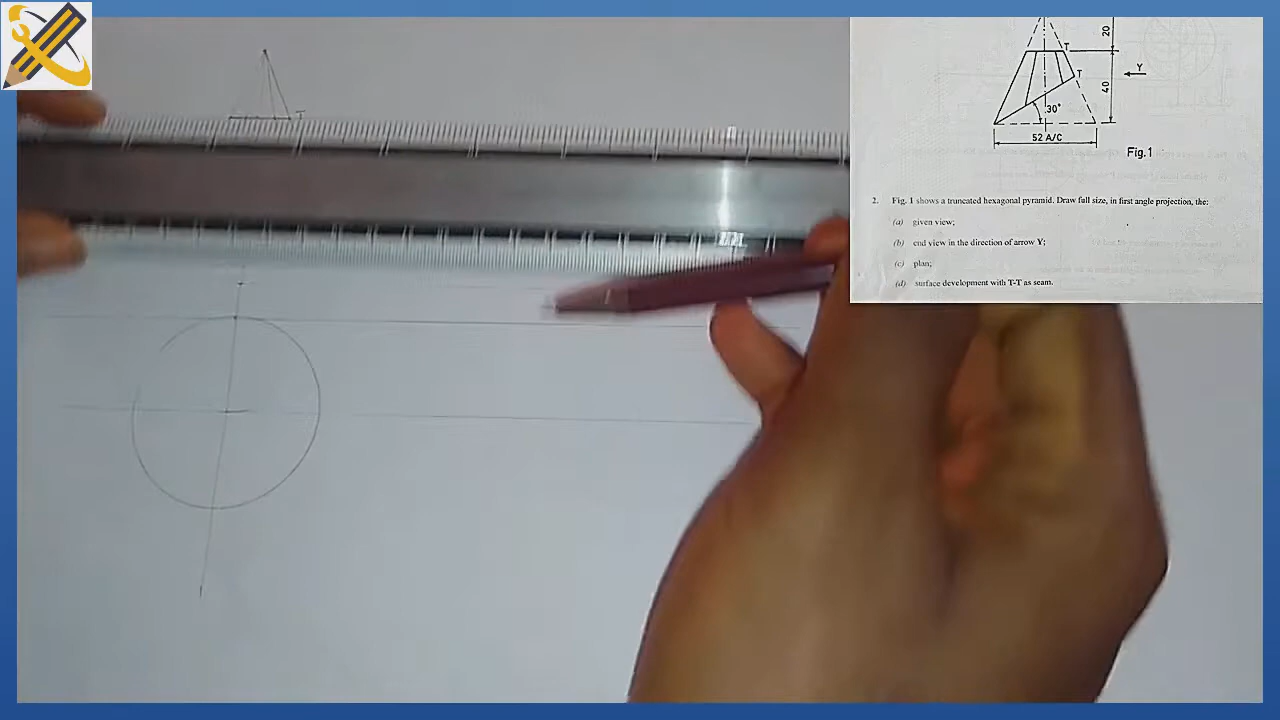 T
20
T
Y
T
40
30°
52 A/C
Fig.1
2. Fig. 1 shows a truncated hexagonal pyramid. Draw full size, in first angle projection, the:
(a) given view;
(b) end view in the direction of arrow Y;
(c) plan;
(d) surface development with T-T as seam.